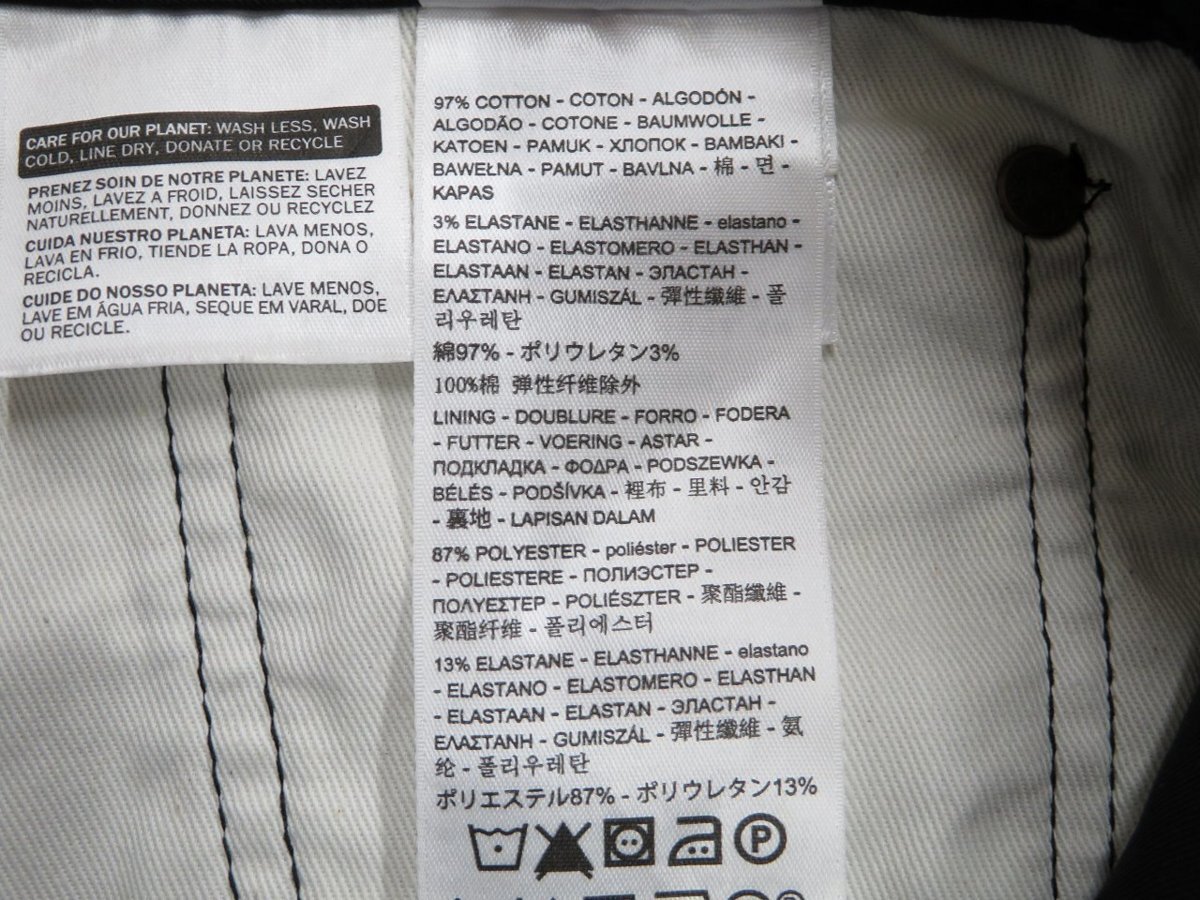 CARE FOR OUR PLANET: WASH LESS, WASH
COLD, LINE DRY, DONATE OR RECYCLE
PRENEZ SOIN DE NOTRE PLANETE: LAVEZ
MOINS, LAVEZ A FROID, LAISSEZ SECHER
NATURELLEMENT, DONNEZ OU RECYCLEZ
CUIDA NUESTRO PLANETA: LAVA MENOS,
LAVA EN FRIO, TIENDE LA ROPA, DONA O
RECICLA.
CUIDE DO NOSSO PLANETA: LAVE MENOS,
LAVE EM ÁGUA FRIA, SEQUE EM VARAL, DOE
OU RECICLE.
97% COTTON - COTON - ALGODÓN -
ALGODÃO - COTONE - BAUMWOLLE -
KATOEN - PAMUK - ХЛОПОК - BAMBAKI -
BAWEŁNA - PAMUT - BAVLNA - 棉 - 면 -
KAPAS
3% ELASTANE - ELASTHANNE - elastano -
ELASTANO - ELASTOMERO - ELASTHAN -
ELASTAAN - ELASTAN - ЭЛАСТАН -
ΕΛΑΣΤΑΝΗ - GUMISZÁL - 彈性纖維 - 폴
리우레탄
綿97% - ポリウレタン3%
100%棉 弹性纤维除外
LINING - DOUBLURE - FORRO - FODERA
- FUTTER - VOERING - ASTAR -
ПОДКЛАДКА - ΦΟΔΡΑ - PODSZEWKA -
BÉLÉS - PODŠÍVKA - 裡布 - 里料 - 안감
- 裏地 - LAPISAN DALAM
87% POLYESTER - poliéster - POLIESTER
- POLIESTERE - ПОЛИЭСТЕР -
ΠΟΛΥΕΣΤΕΡ - POLIÉSZTER - 聚酯纖維 -
聚酯纤维 - 폴리에스터
13% ELASTANE - ELASTHANNE - elastano
- ELASTANO - ELASTOMERO - ELASTHAN
- ELASTAAN - ELASTAN - ЭЛАСТАН -
ΕΛΑΣΤΑΝΗ - GUMISZÁL - 彈性纖維 - 氨
纶 - 폴리우레탄
ポリエステル87% - ポリウレタン13%
P